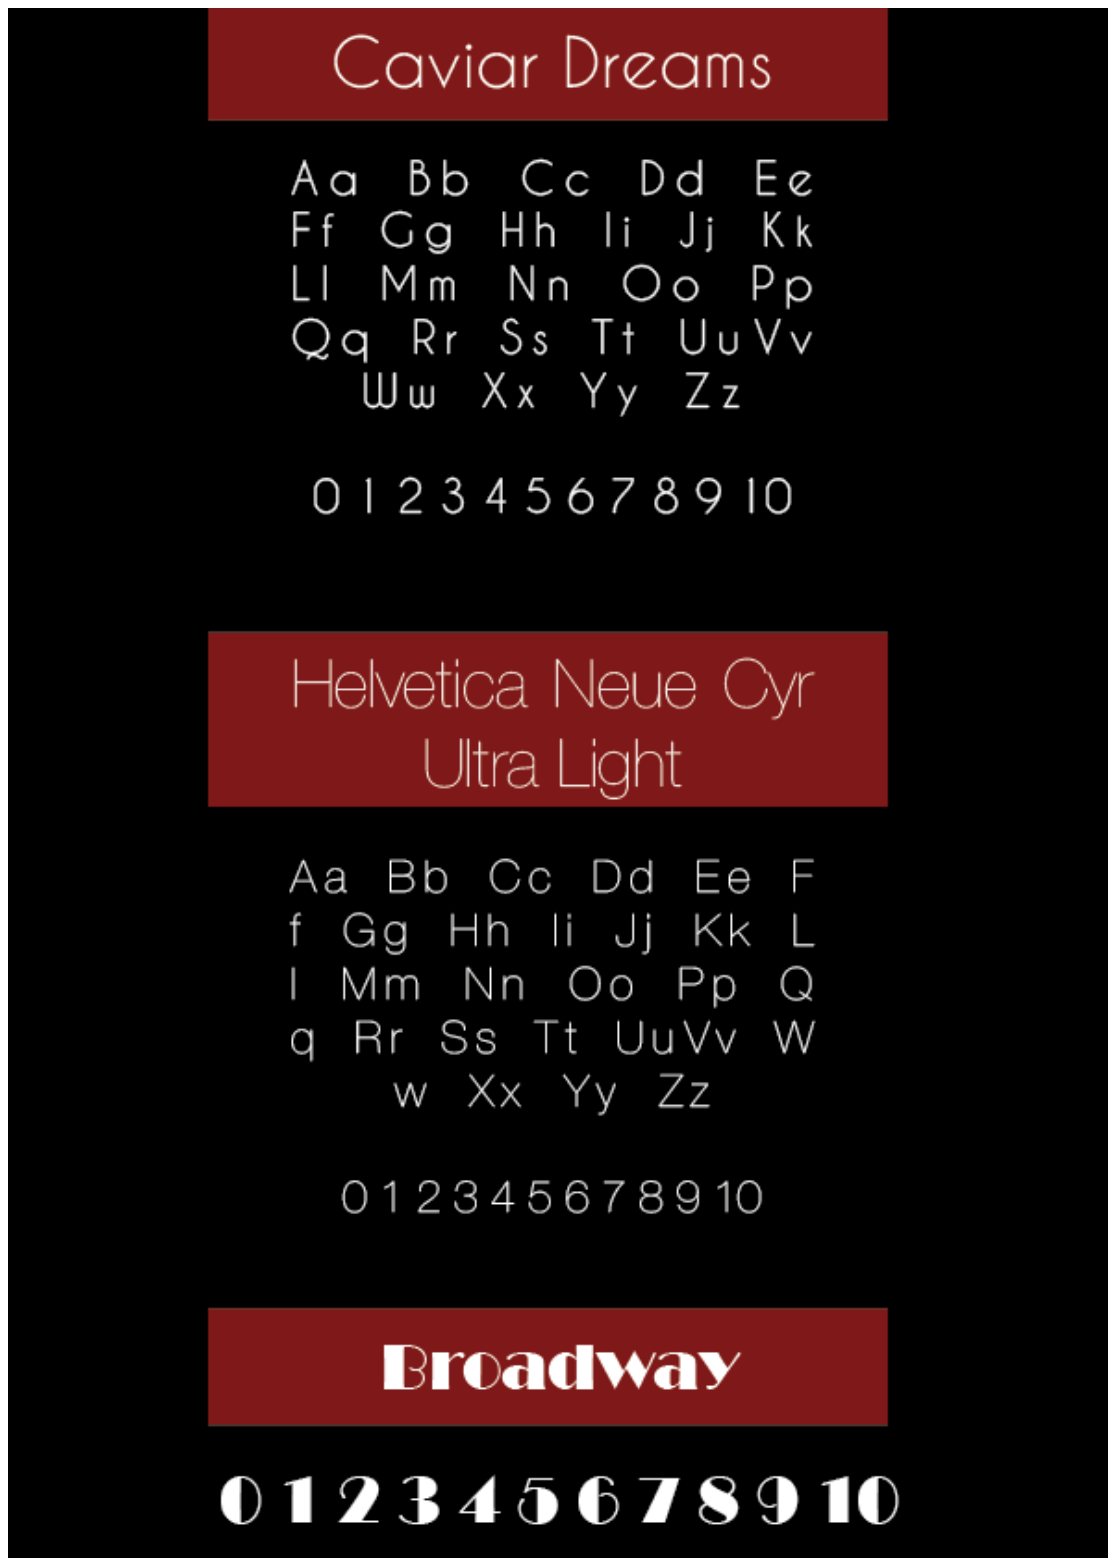 Caviar Dreams
Aa Bb Cc Dd Ee
Ff Gg Hh Ii Jj Kk
Ll Mm Nn Oo Pp
Qq Rr Ss Tt UuVv
Ww Xx Yy Zz
0 1 2 3 4 5 6 7 8 9 10
Helvetica Neue Cyr
Ultra Light
Aa Bb Cc Dd Ee F
f Gg Hh Ii Jj Kk L
l Mm Nn Oo Pp Q
q Rr Ss Tt UuVv W
w Xx Yy Zz
0 1 2 3 4 5 6 7 8 9 10
Broadway
0 1 2 3 4 5 6 7 8 9 10